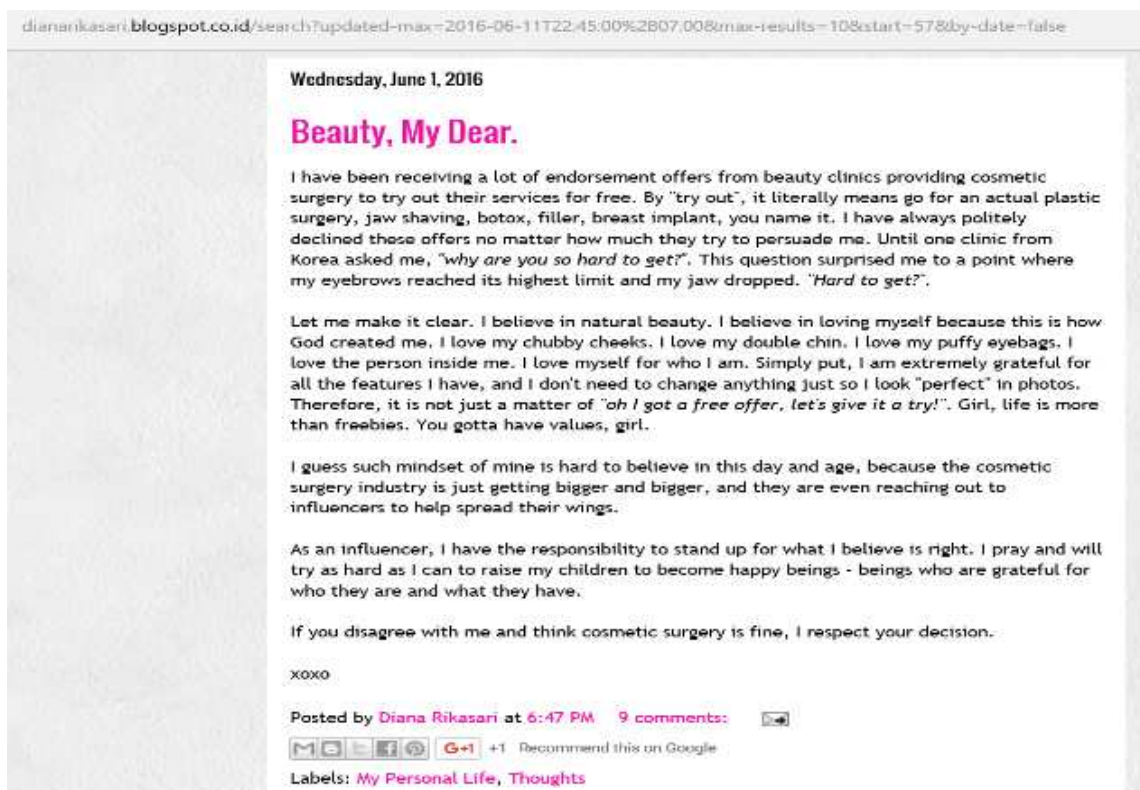 dianarikasari.blogspot.co.id/search?updated-max=2016-06-11T22:45:00%2B07:00&max-results=10&start=57&by-date=false
Wednesday, June 1, 2016
Beauty, My Dear.
I have been receiving a lot of endorsement offers from beauty clinics providing cosmetic
surgery to try out their services for free. By "try out", it literally means go for an actual plastic
surgery, jaw shaving, botox, filler, breast implant, you name it. I have always politely
declined these offers no matter how much they try to persuade me. Until one clinic from
Korea asked me, "why are you so hard to get?". This question surprised me to a point where
my eyebrows reached its highest limit and my jaw dropped. "Hard to get?".
Let me make it clear. I believe in natural beauty. I believe in loving myself because this is how
God created me. I love my chubby cheeks. I love my double chin. I love my puffy eyebags. I
love the person inside me. I love myself for who I am. Simply put, I am extremely grateful for
all the features I have, and I don't need to change anything just so I look "perfect" in photos.
Therefore, it is not just a matter of "oh I got a free offer, let's give it a try!". Girl, life is more
than freebies. You gotta have values, girl.
I guess such mindset of mine is hard to believe in this day and age, because the cosmetic
surgery industry is just getting bigger and bigger, and they are even reaching out to
influencers to help spread their wings.
As an influencer, I have the responsibility to stand up for what I believe is right. I pray and will
try as hard as I can to raise my children to become happy beings - beings who are grateful for
who they are and what they have.
If you disagree with me and think cosmetic surgery is fine, I respect your decision.
xoxo
Posted by Diana Rikasari at 6:47 PM 9 comments:
G+1 +1 Recommend this on Google
Labels: My Personal Life, Thoughts